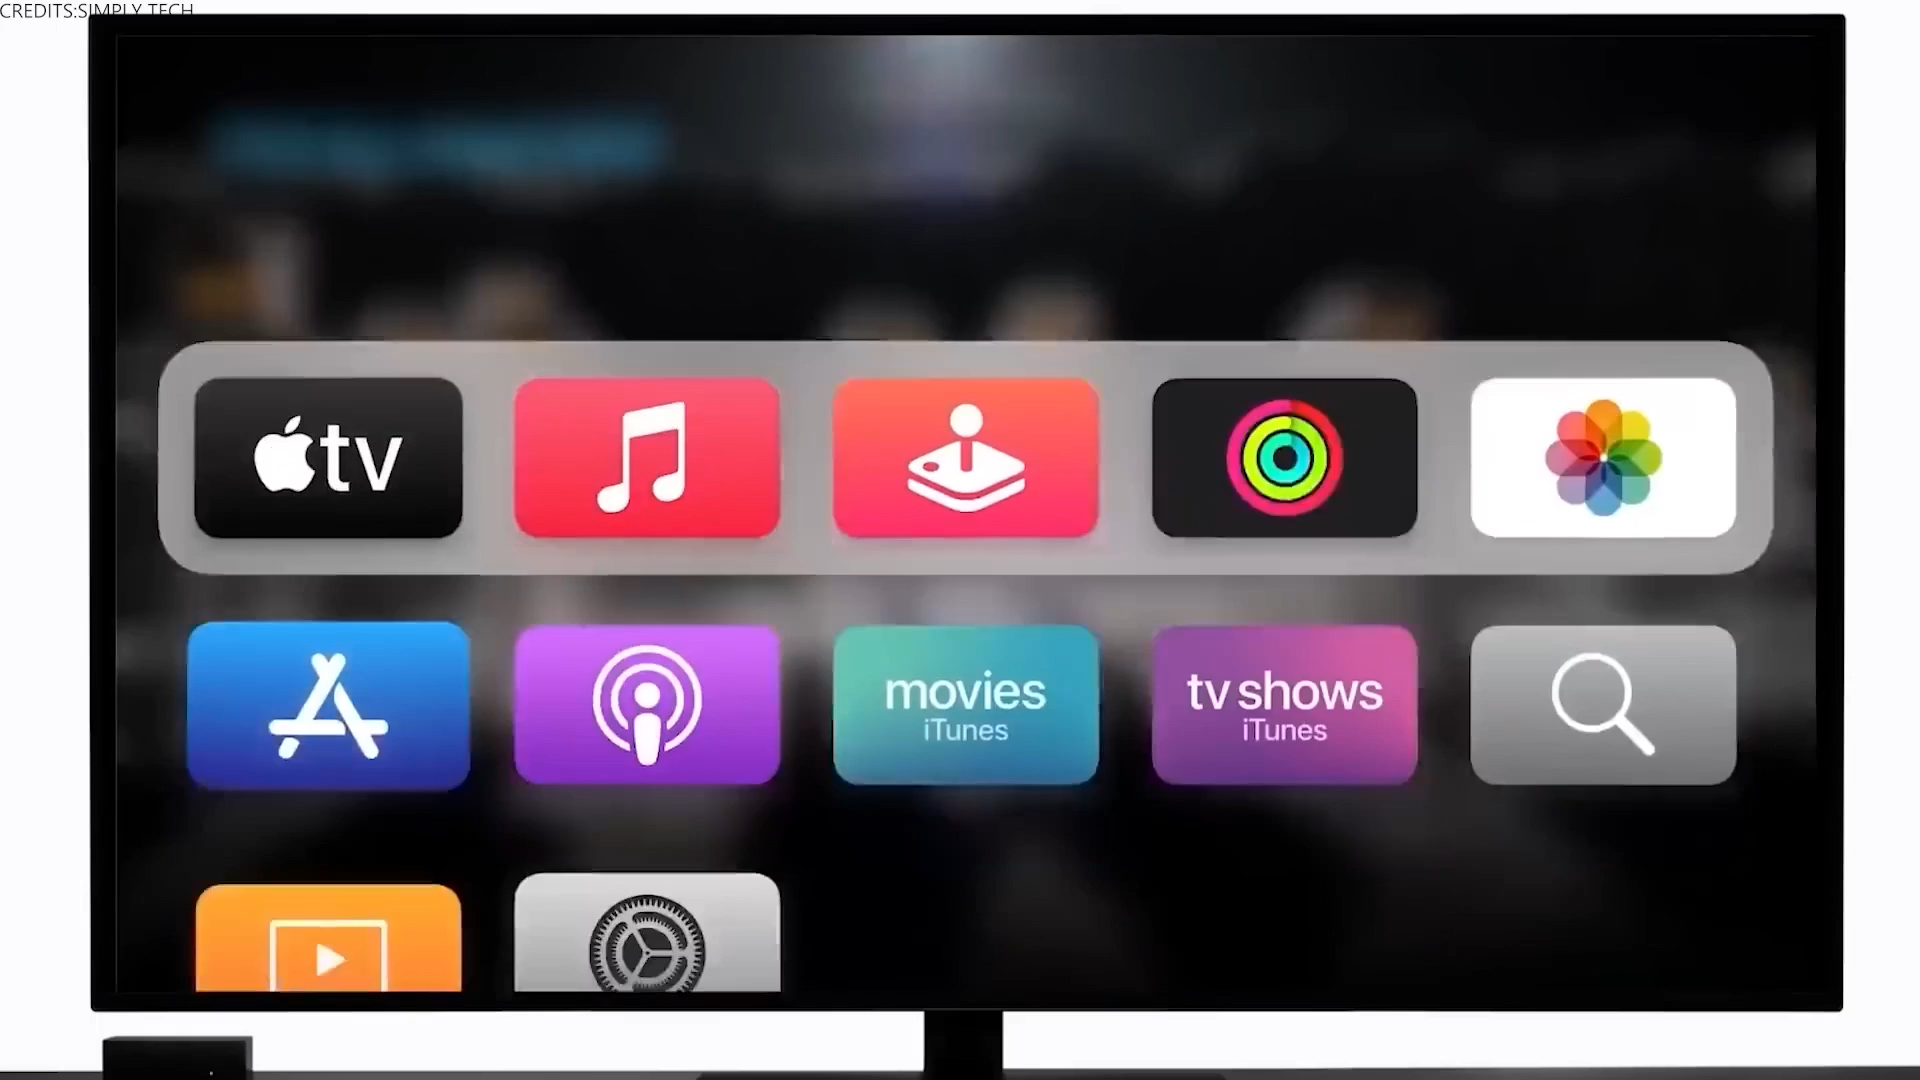 CREDITS:SIMPLY TECH
tv
movies
iTunes
tv shows
iTunes